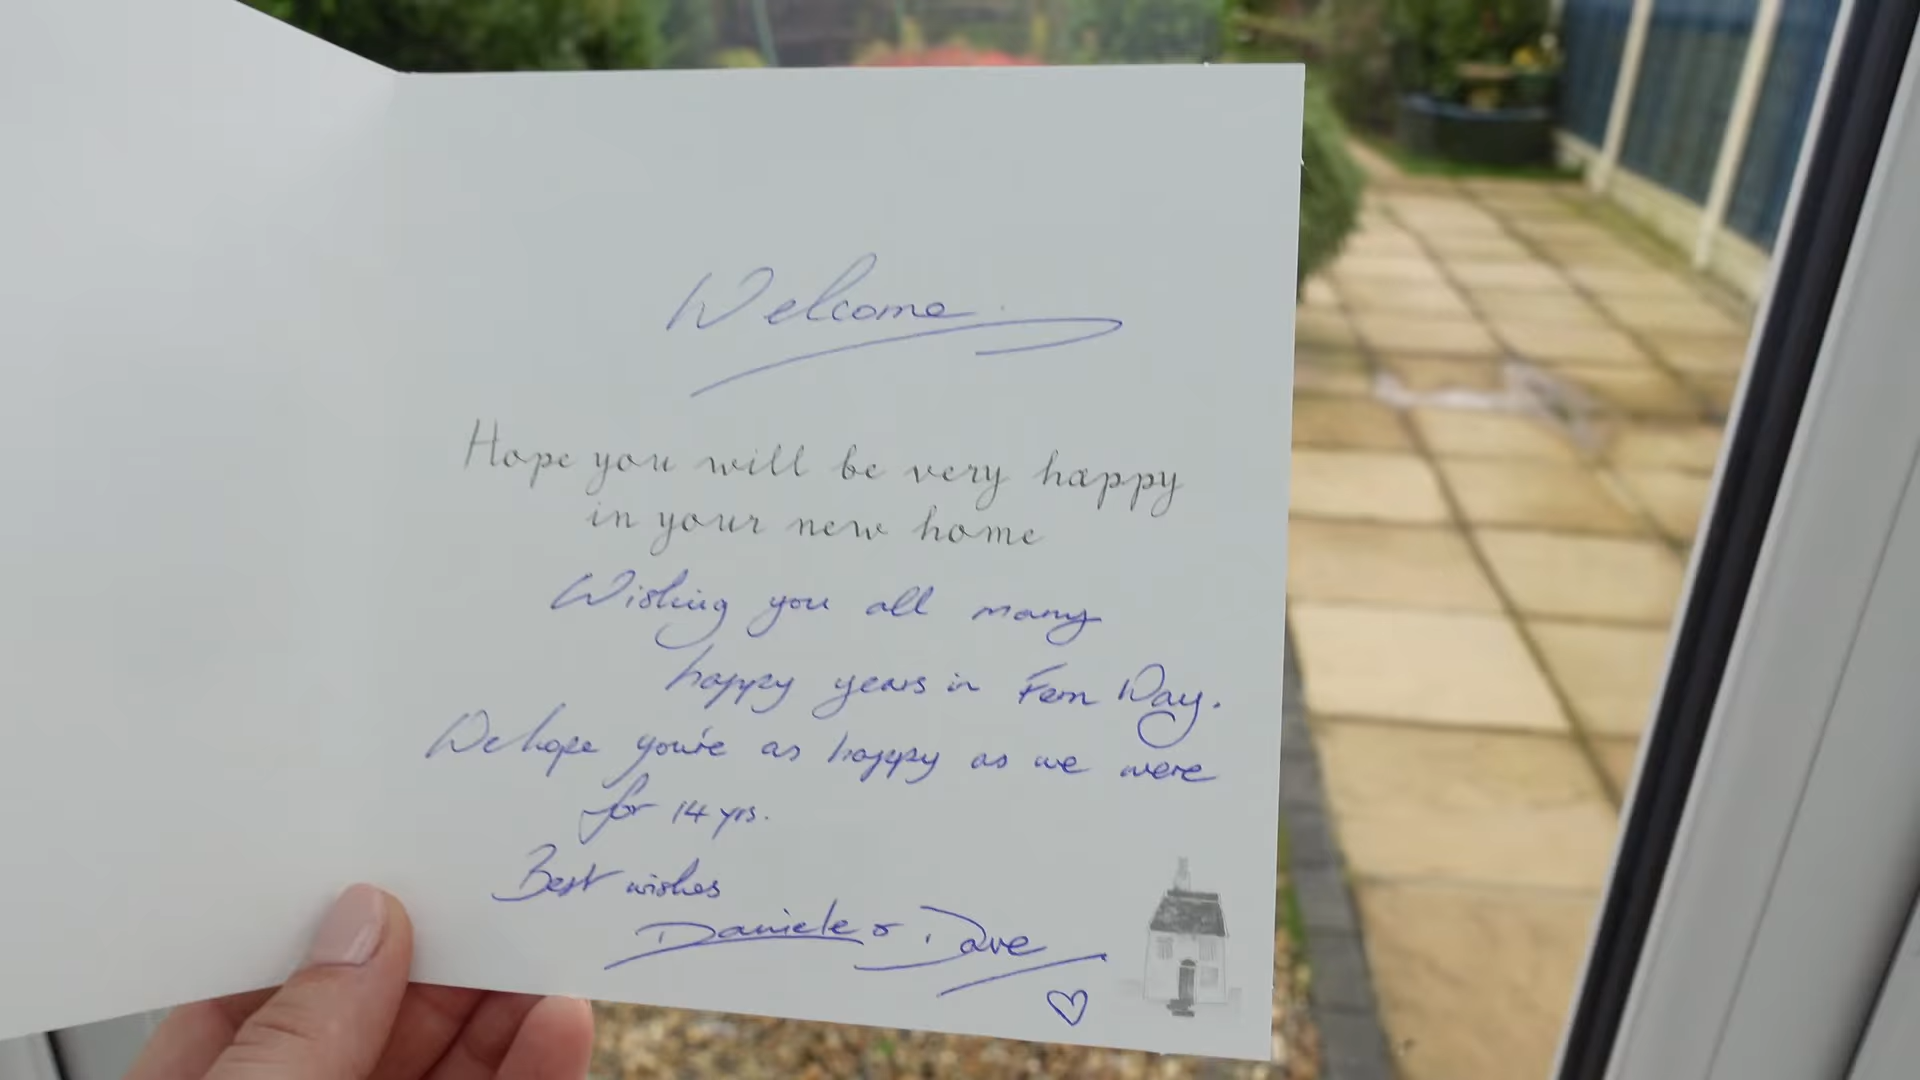 Welcome.
Hope you will be very happy
in your new home
Wishing you all many
happy years in Fern Way.
We hope you're as happy as we were
for 14 yrs.
Best wishes
Daniele & Dave